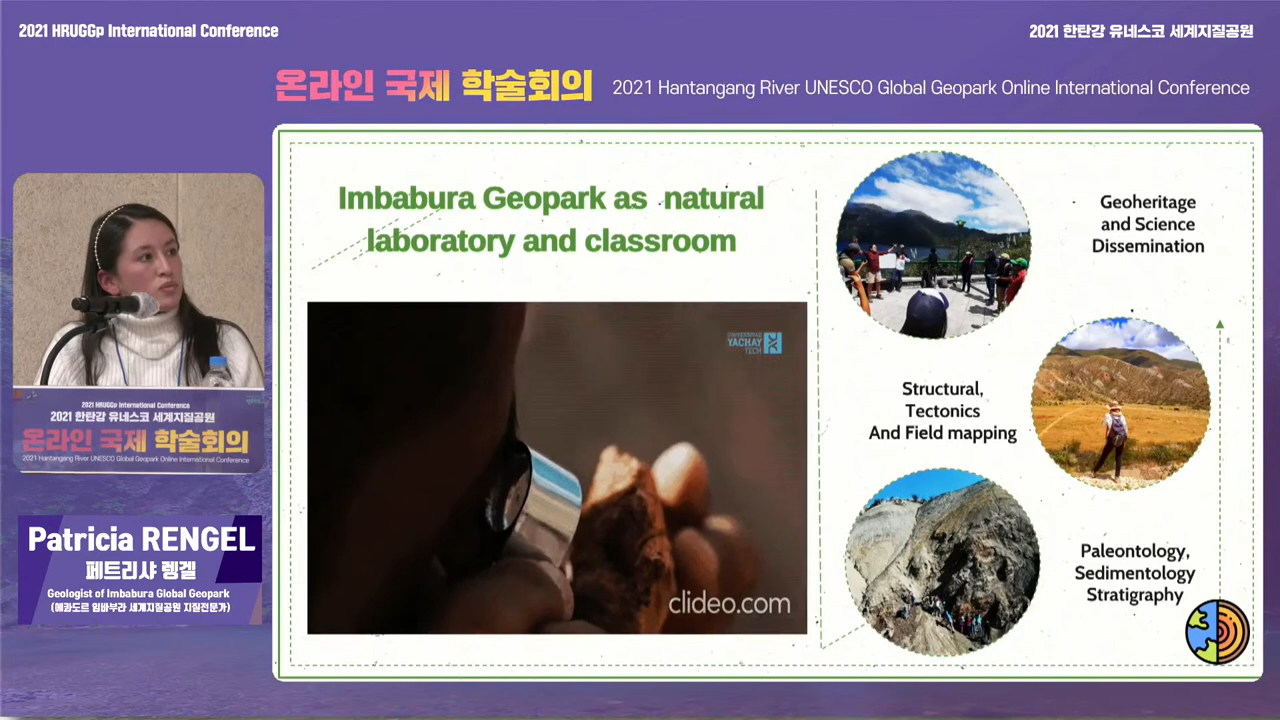 2021 HRUGGp International Conference
2021 한탄강 유네스코 세계지질공원
온라인 국제 학술회의
2021 Hantangang River UNESCO Global Geopark Online International Conference
Imbabura Geopark as natural
laboratory and classroom
UNIVERSIDAD
YACHAY
TECH
clideo.com
Geoheritage
and Science
Dissemination
Structural,
Tectonics
And Field mapping
Paleontology,
Sedimentology
Stratigraphy
2021 HRUGGp International Conference
2021 한탄강 유네스코 세계지질공원
온라인 국제 학술회의
2021 Hantangang River UNESCO Global Geopark Online International Conference
Patricia RENGEL
페트리샤 렝겔
Geologist of Imbabura Global Geopark
(에콰도르 임바부라 세계지질공원 지질전문가)